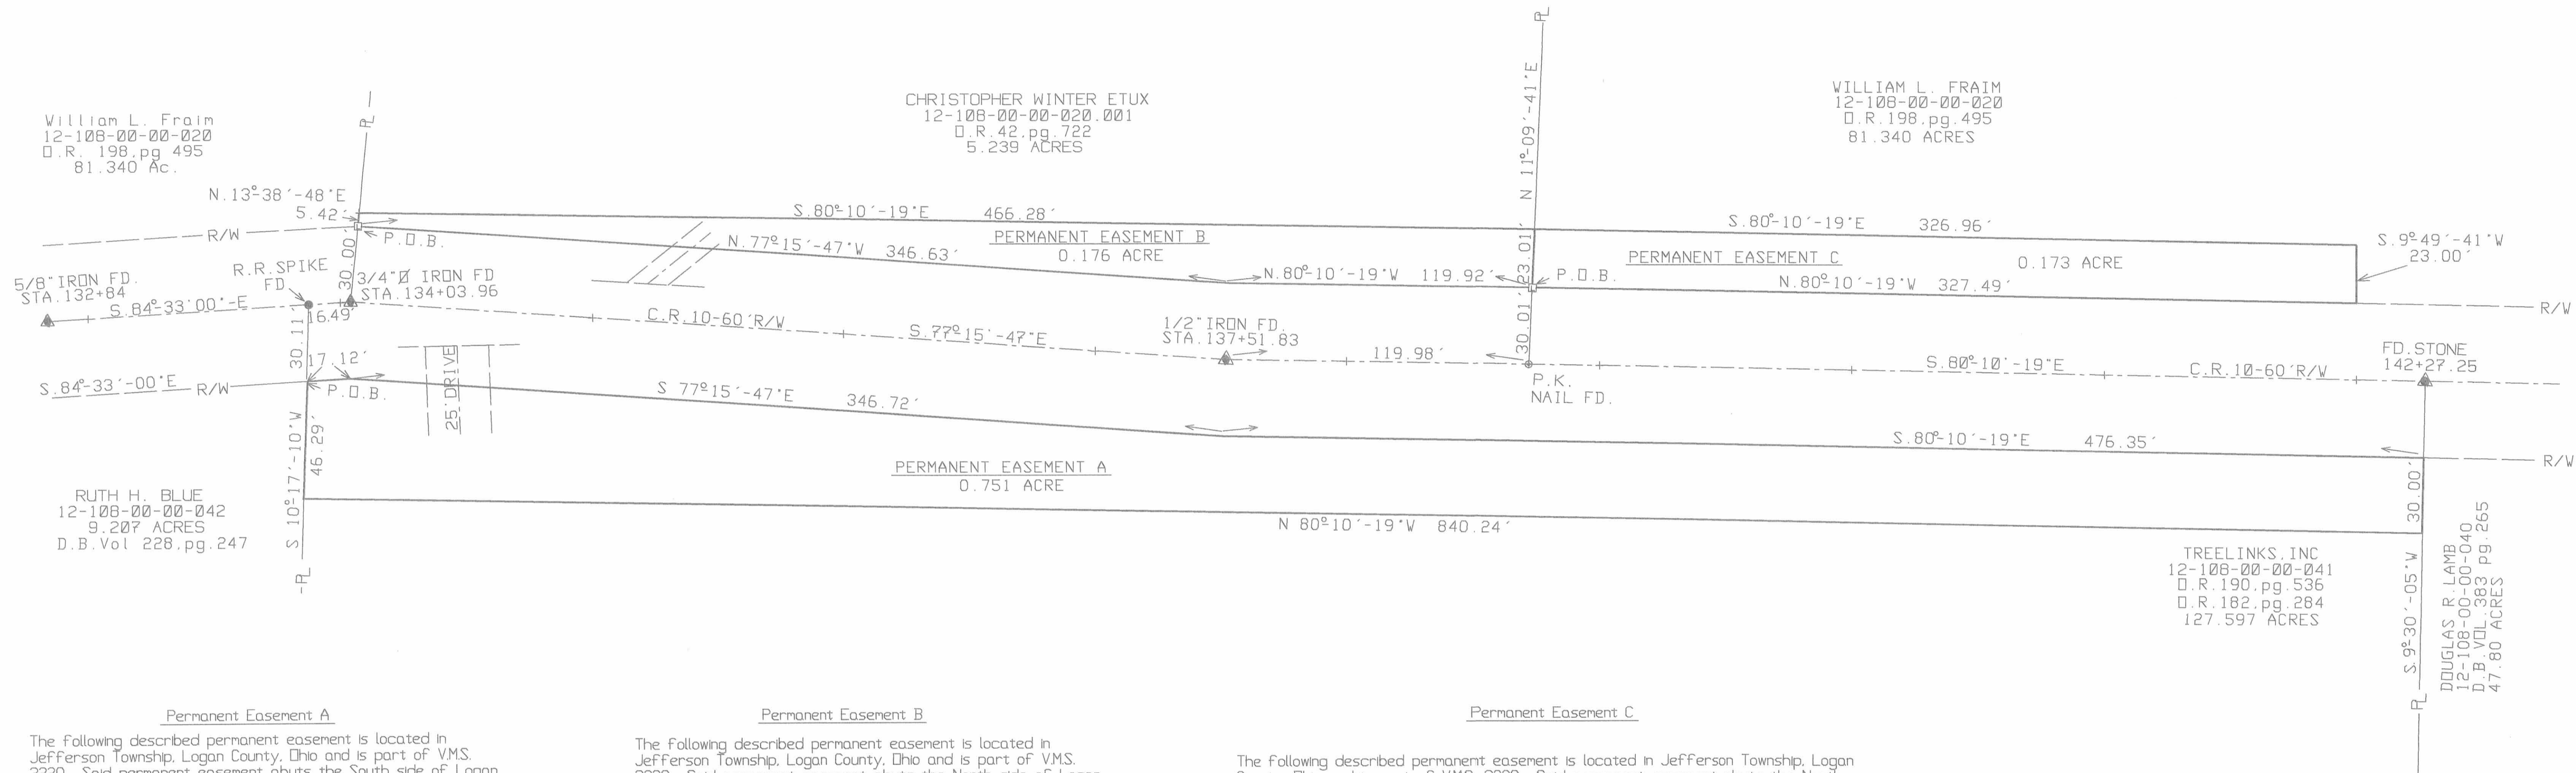 William L. Fraim
12-108-00-00-020
O.R. 198,pg 495
81.340 Ac.
PL
CHRISTOPHER WINTER ETUX
12-108-00-00-020.001
O.R.42,pg.722
5.239 ACRES
PL
N 11°-09'-41"E
WILLIAM L. FRAIM
12-108-00-00-020
O.R.198,pg.495
81.340 ACRES
N.13°-38'-48"E
5.42'
R/W
P.O.B.
30.00'
S.80°-10'-19"E 466.28'
N.77°-15'-47"W 346.63'
PERMANENT EASEMENT B
0.176 ACRE
N.80°-10'-19"W 119.92'
23.01'
P.O.B.
S.80°-10'-19"E 326.96'
PERMANENT EASEMENT C
0.173 ACRE
N.80°-10'-19"W 327.49'
S.9°-49'-41"W
23.00'
R/W
5/8" IRON FD.
STA.132+84
R.R.SPIKE
FD
3/4"Ø IRON FD
STA.134+03.96
S.84°-33'00"-E
16.49'
C.R.10-60'R/W
S.77°-15'-47"E
1/2" IRON FD.
STA.137+51.83
119.98'
30.01'
P.K.
NAIL FD.
S.80°-10'-19"E
C.R.10-60'R/W
FD.STONE
142+27.25
30.11'
17.12'
S.84°-33'-00"E R/W
P.O.B.
25' DRIVE
S 77°-15'-47"E 346.72'
S.80°-10'-19"E 476.35'
R/W
S 10°-17'-10"W
46.29'
PERMANENT EASEMENT A
0.751 ACRE
30.00'
N 80°-10'-19"W 840.24'
RUTH H. BLUE
12-108-00-00-042
9.207 ACRES
D.B.Vol 228,pg.247
PL
TREELINKS,INC
12-108-00-00-041
O.R.190,pg.536
O.R.182,pg.284
127.597 ACRES
S.9°-30'-05"W
PL
DOUGLAS R.LAMB
12-108-00-00-040
D.B.VOL.383 pg.265
47.80 ACRES
Permanent Easement A
The following described permanent easement is located in
Jefferson Township, Logan County, Ohio and is part of V.M.S.
Said permanent easement abuts the South side of Logan
Permanent Easement B
The following described permanent easement is located in
Jefferson Township, Logan County, Ohio and is part of V.M.S.
Permanent Easement C
The following described permanent easement is located in Jefferson Township, Logan